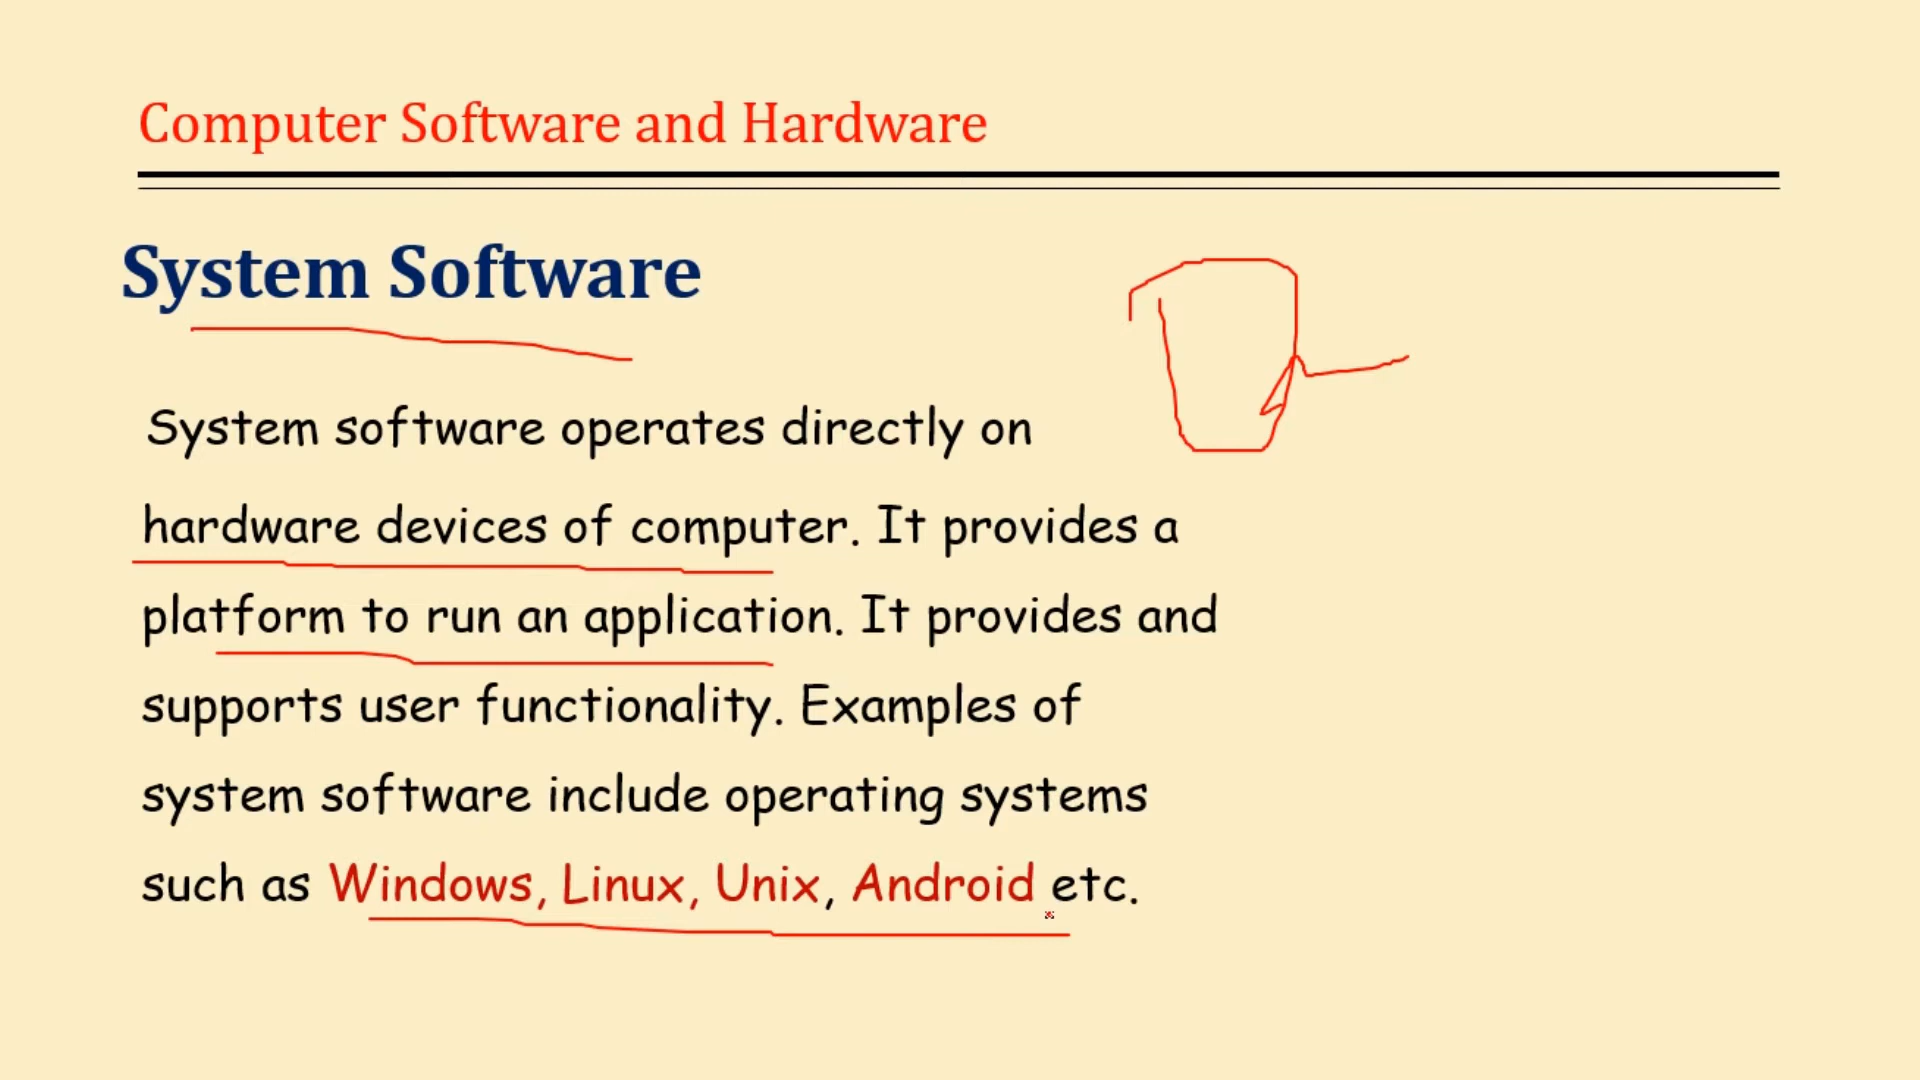 Computer Software and Hardware
System Software
System software operates directly on
hardware devices of computer. It provides a
platform to run an application. It provides and
supports user functionality. Examples of
system software include operating systems
such as Windows, Linux, Unix, Android etc.